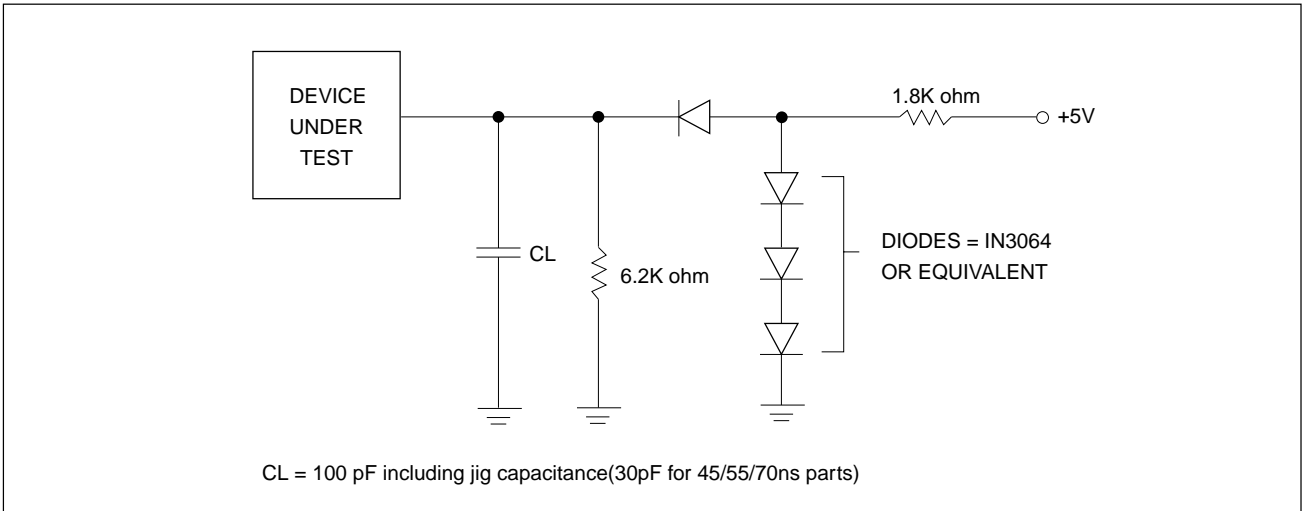 DEVICE
UNDER
TEST
1.8K ohm
+5V
CL
6.2K ohm
DIODES = IN3064
OR EQUIVALENT
CL = 100 pF including jig capacitance(30pF for 45/55/70ns parts)